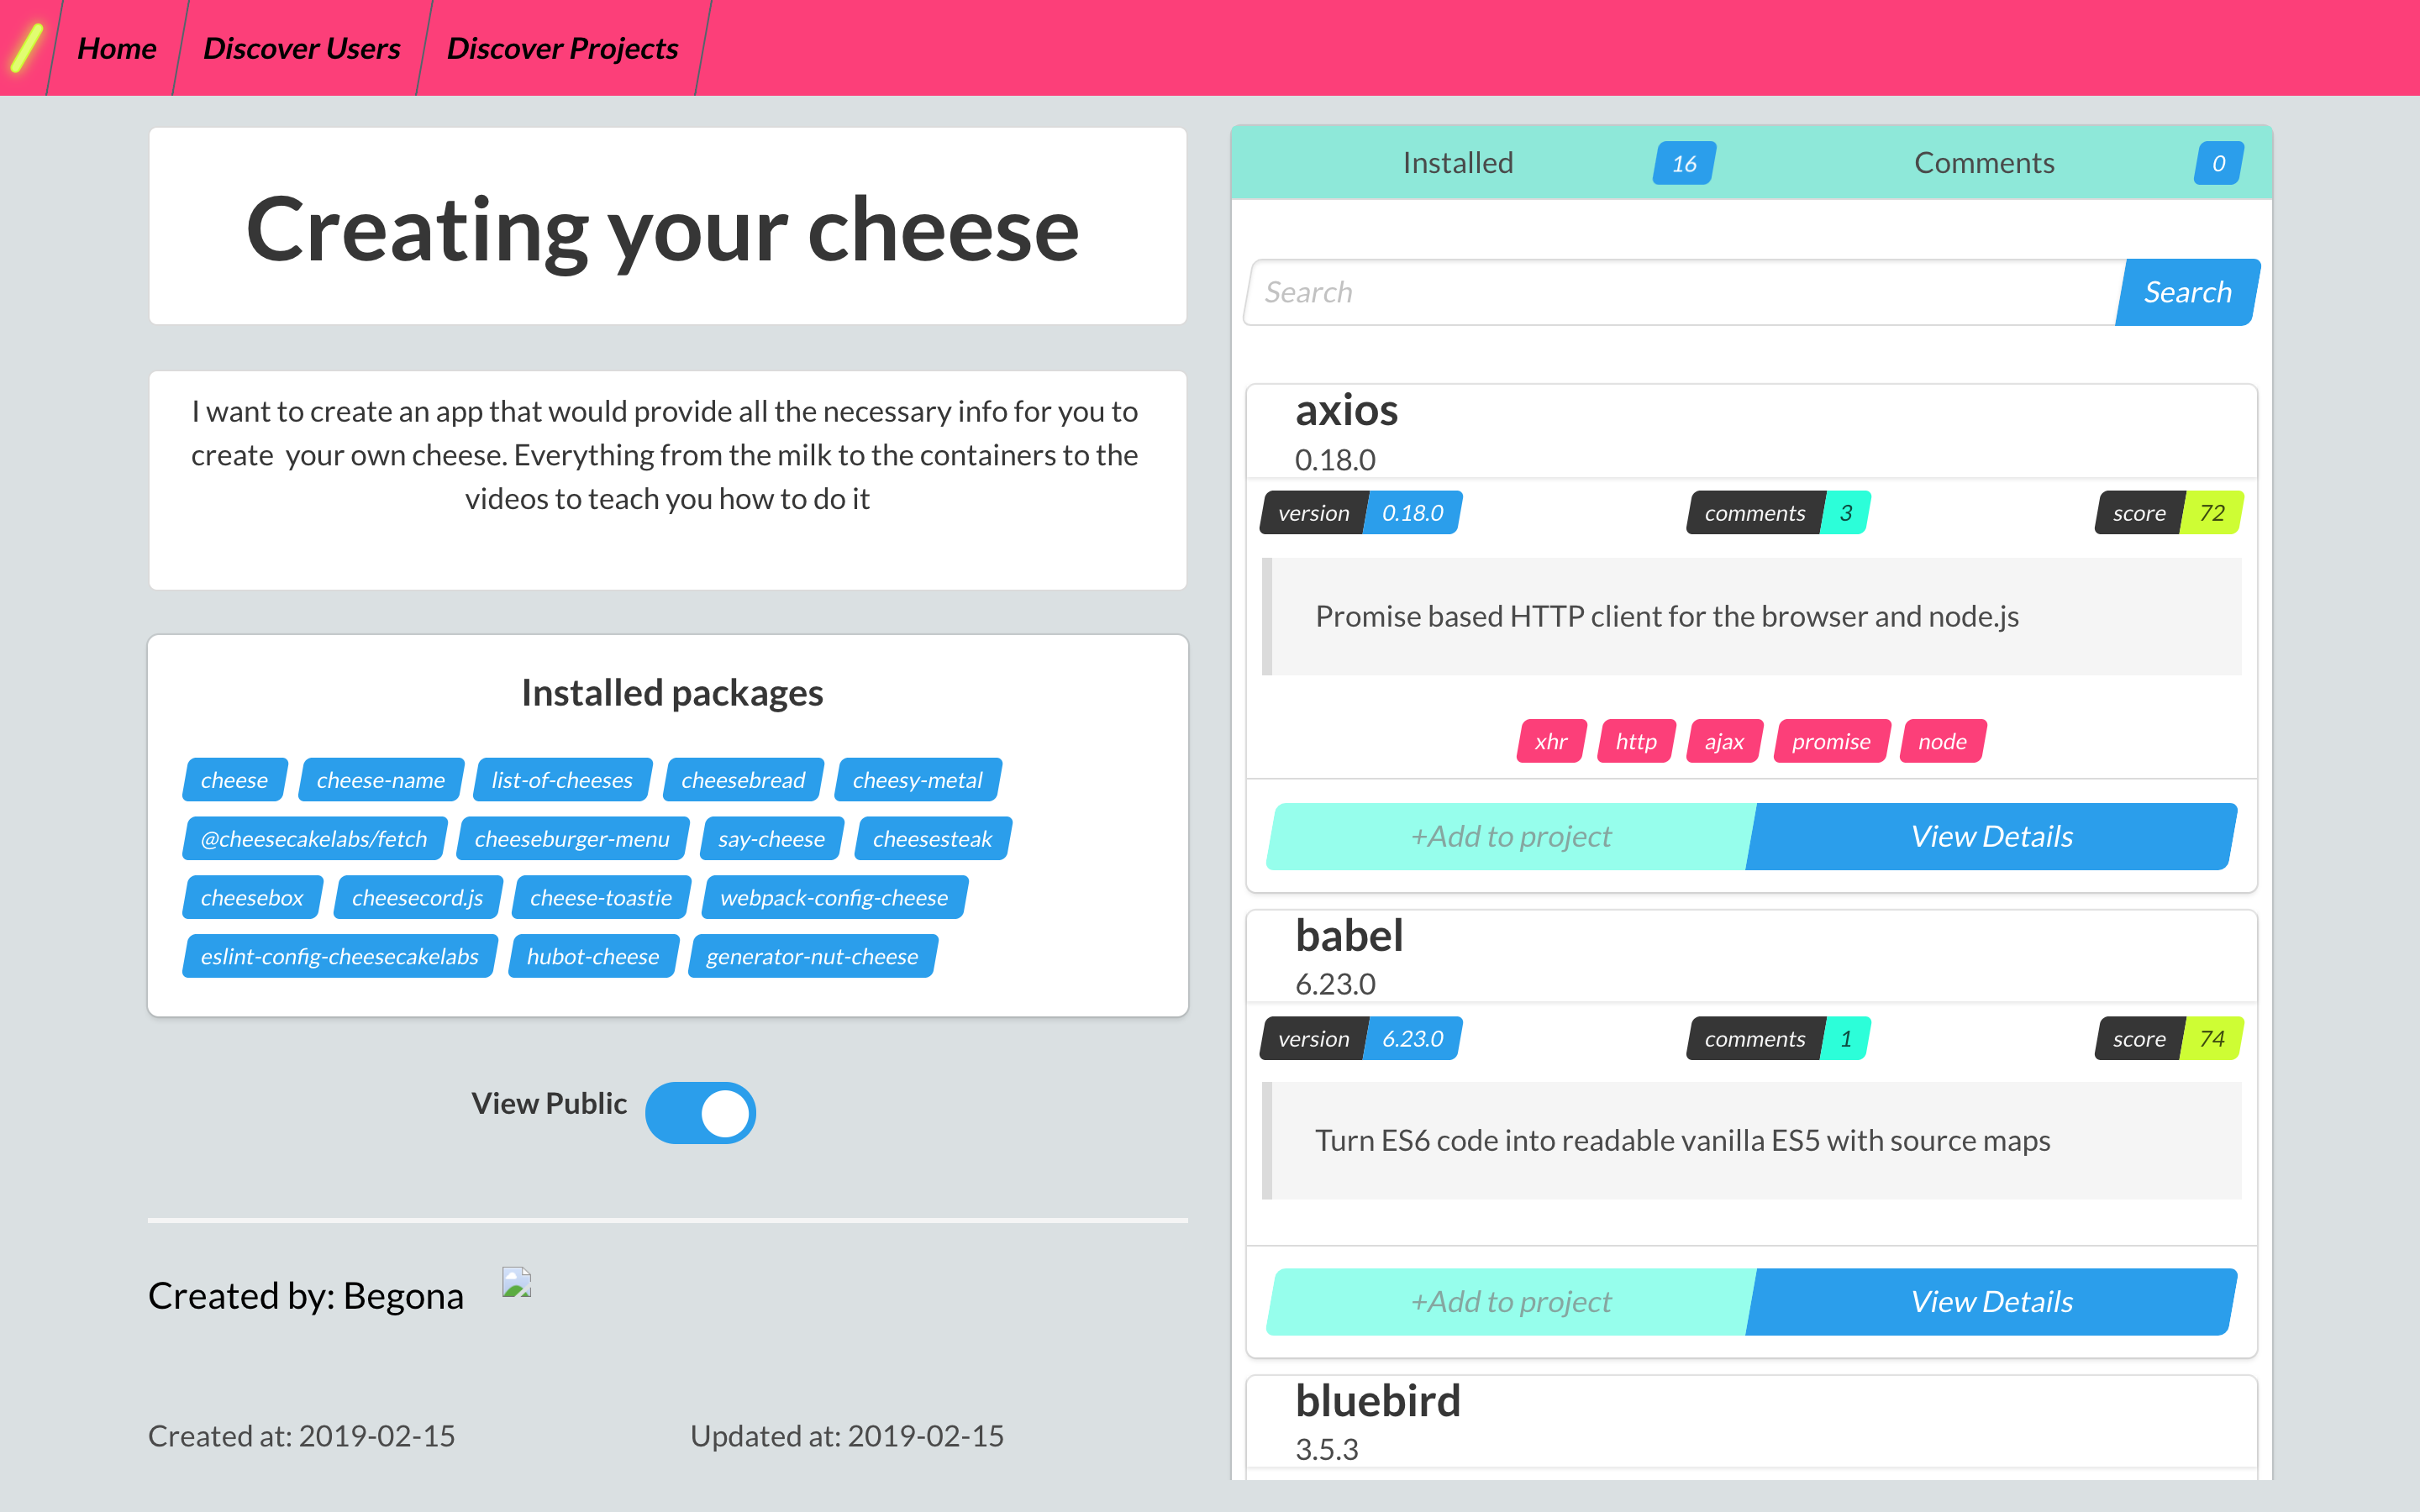 Home
Discover Users
Discover Projects
Creating your cheese
I want to create an app that would provide all the necessary info for you to
create  your own cheese. Everything from the milk to the containers to the
videos to teach you how to do it
Installed packages
cheese cheese-name list-of-cheeses cheesebread cheesy-metal
@cheesecakelabs/fetch cheeseburger-menu say-cheese cheesesteak
cheesebox cheesecord.js cheese-toastie webpack-config-cheese
eslint-config-cheesecakelabs hubot-cheese generator-nut-cheese
View Public
Created by: Begona
Created at: 2019-02-15
Updated at: 2019-02-15
Installed 16
Comments 0
Search
Search
axios
0.18.0
version 0.18.0
comments 3
score 72
Promise based HTTP client for the browser and node.js
xhr http ajax promise node
+Add to project
View Details
babel
6.23.0
version 6.23.0
comments 1
score 74
Turn ES6 code into readable vanilla ES5 with source maps
+Add to project
View Details
bluebird
3.5.3